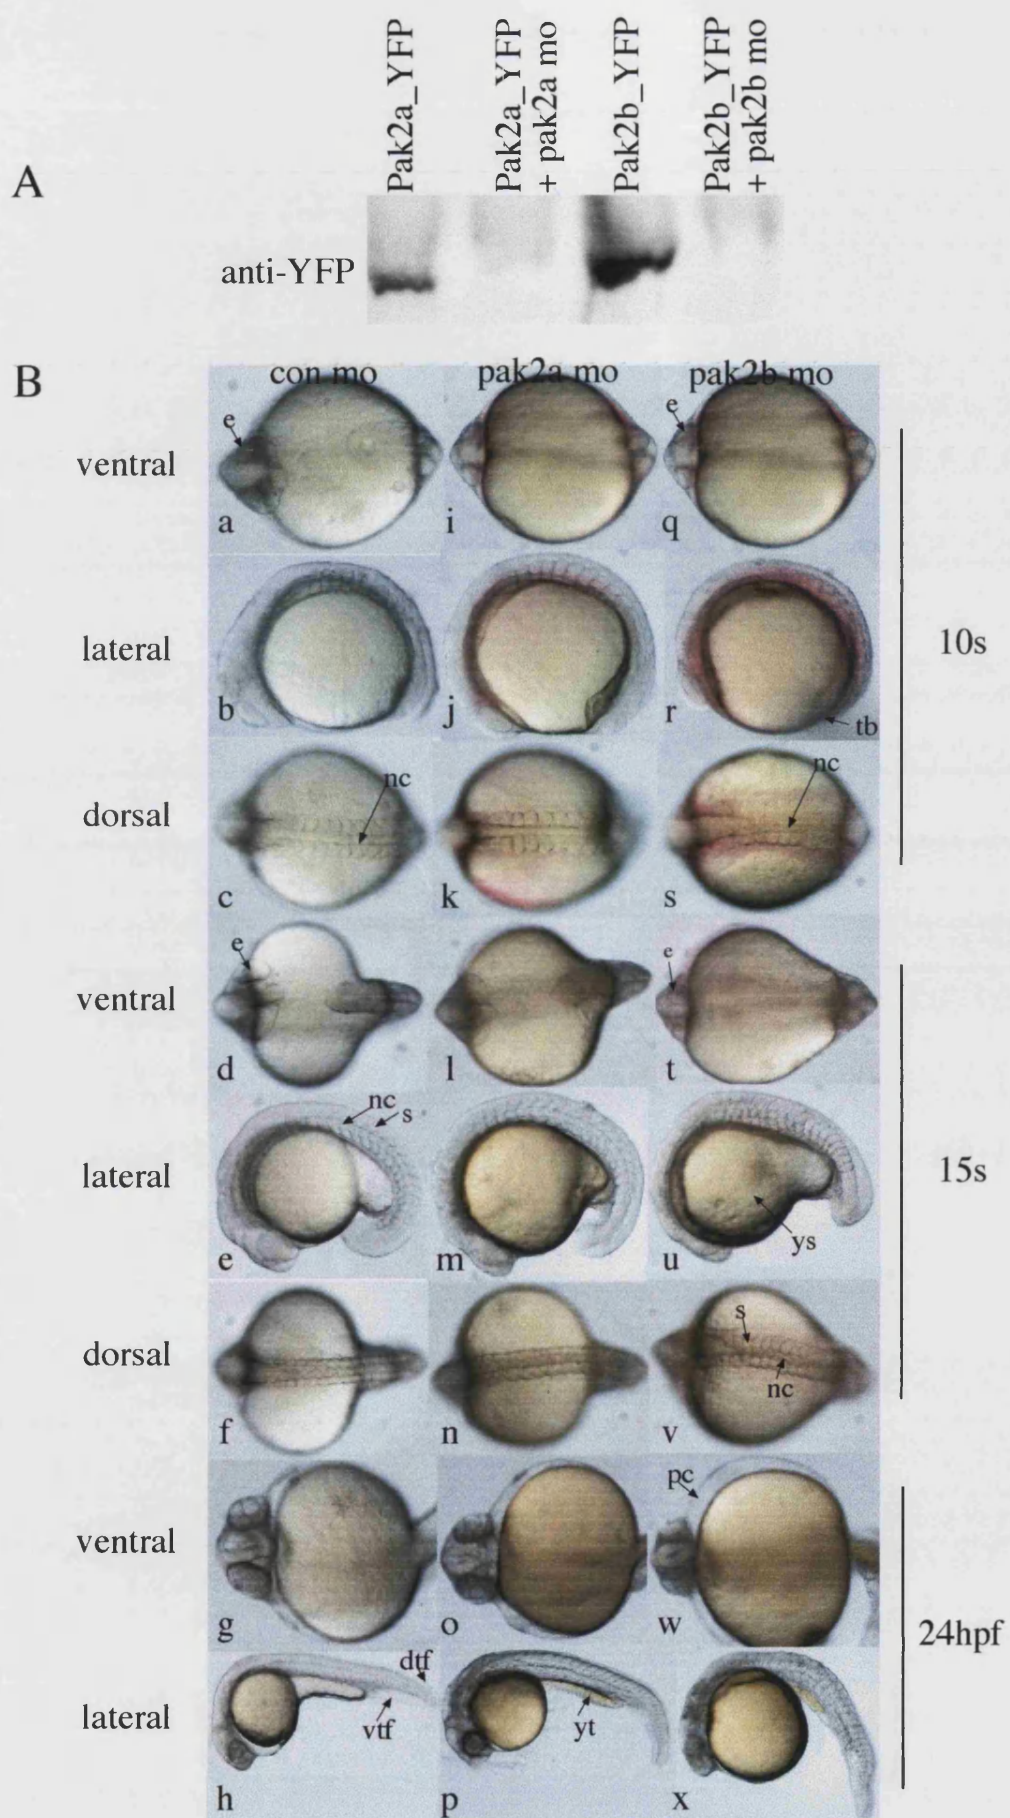 A
Pak2a_YFP
Pak2a_YFP
+ pak2a mo
Pak2b_YFP
Pak2b_YFP
+ pak2b mo
anti-YFP
B
con mo
pak2a mo
pak2b mo
ventral
e
a
i
e
q
lateral
b
j
r
tb
10s
dorsal
nc
c
k
nc
s
ventral
e
d
l
e
t
lateral
nc
s
e
m
ys
u
15s
dorsal
f
n
s
nc
v
ventral
g
o
pc
w
24hpf
lateral
dtf
vtf
h
yt
p
x